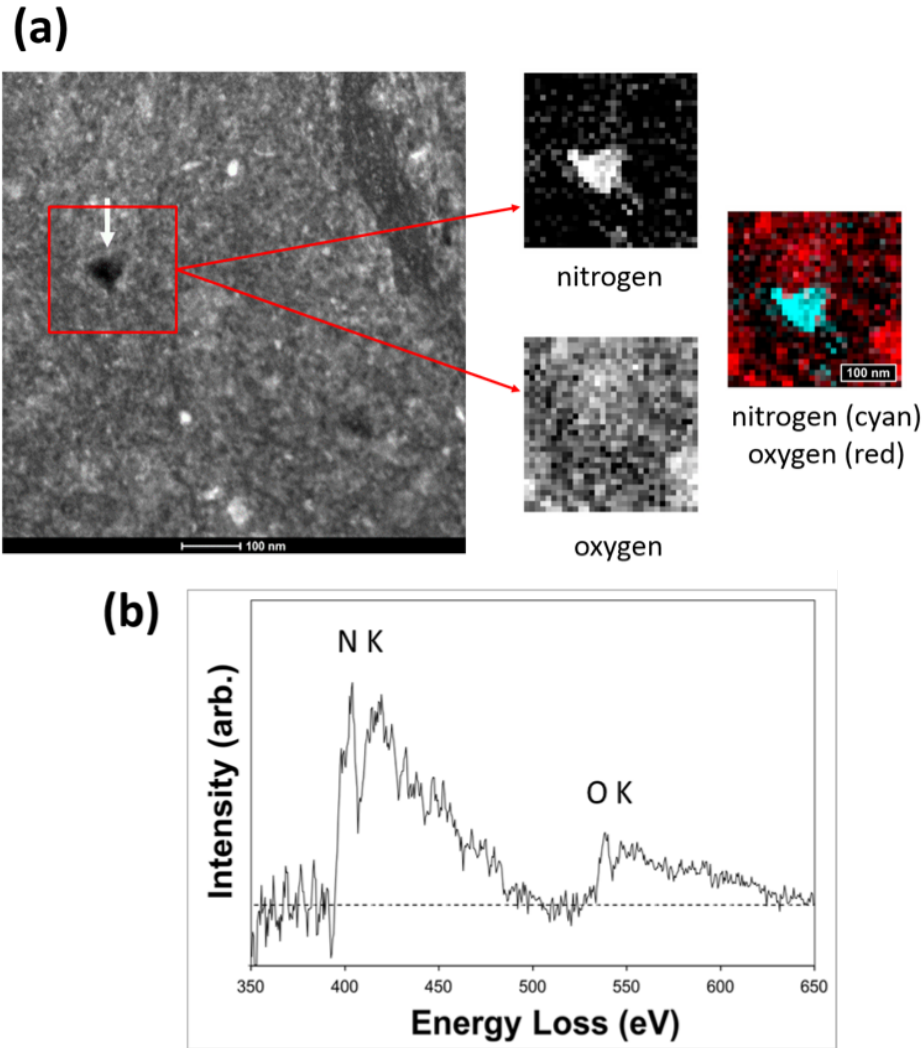 (a)
nitrogen
100 nm
nitrogen (cyan)
oxygen (red)
oxygen
100 nm
(b)
N K
O K
Intensity (arb.)
350 400 450 500 550 600 650
Energy Loss (eV)